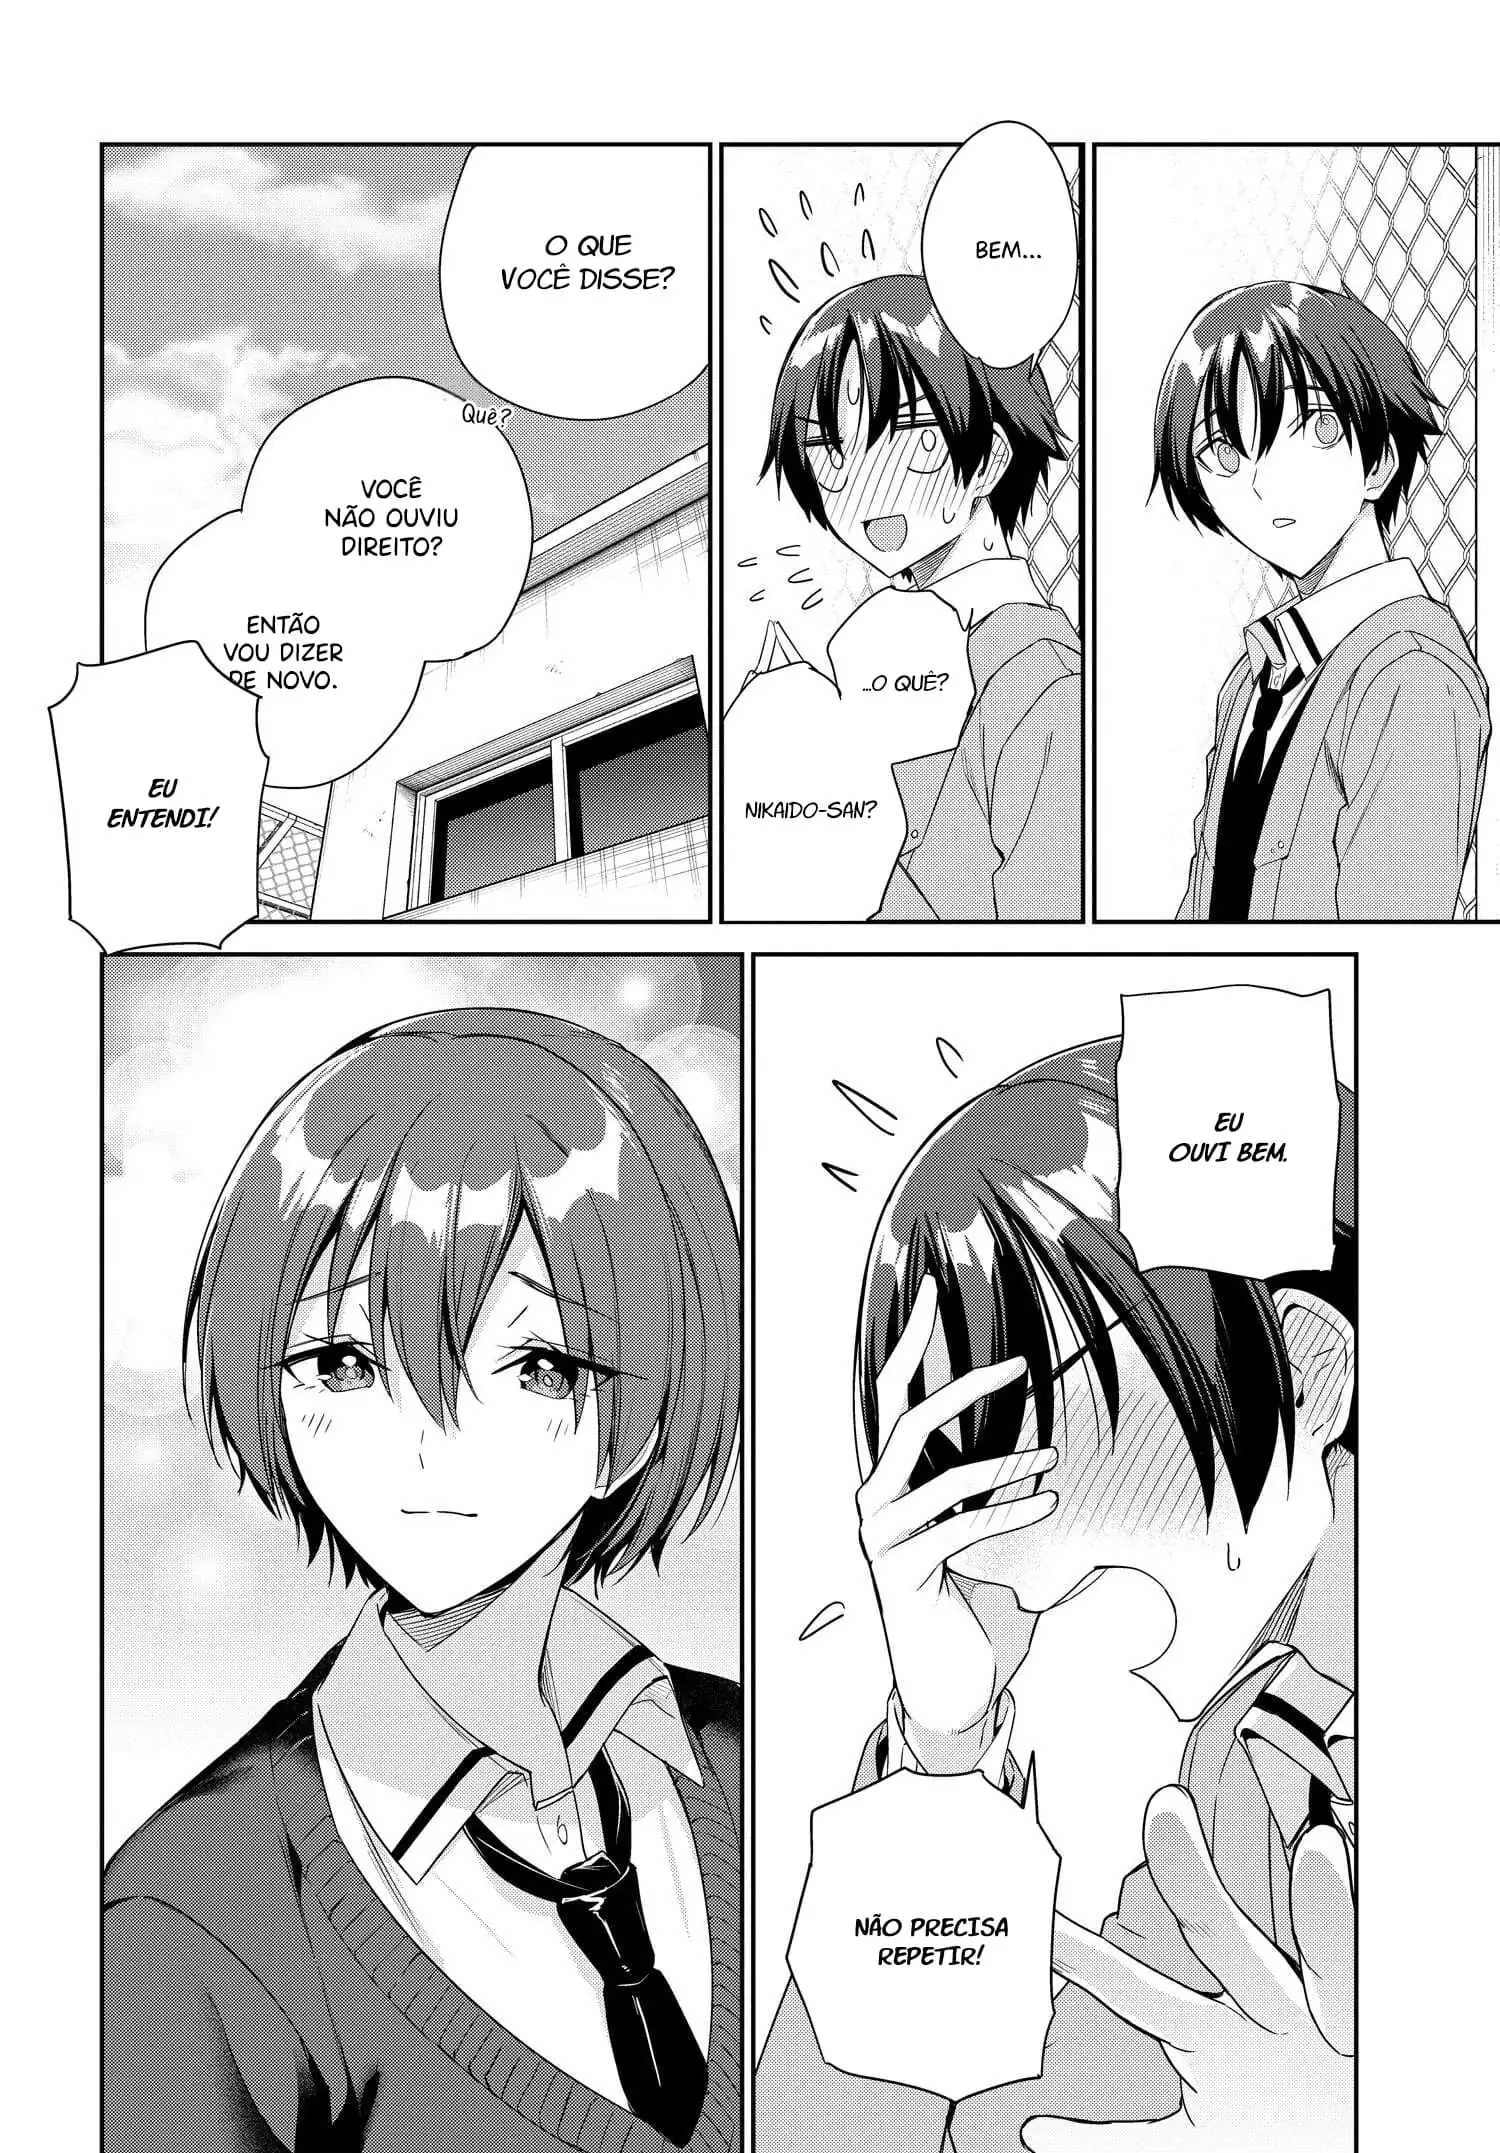 BEM...
...O QUÊ?
NIKAIDO-SAN?
O QUE
VOCÊ DISSE?
Quê?
VOCÊ
NÃO OUVIU
DIREITO?
ENTÃO
VOU DIZER
DE NOVO.
EU
ENTENDI!
EU
OUVI BEM.
NÃO PRECISA
REPETIR!